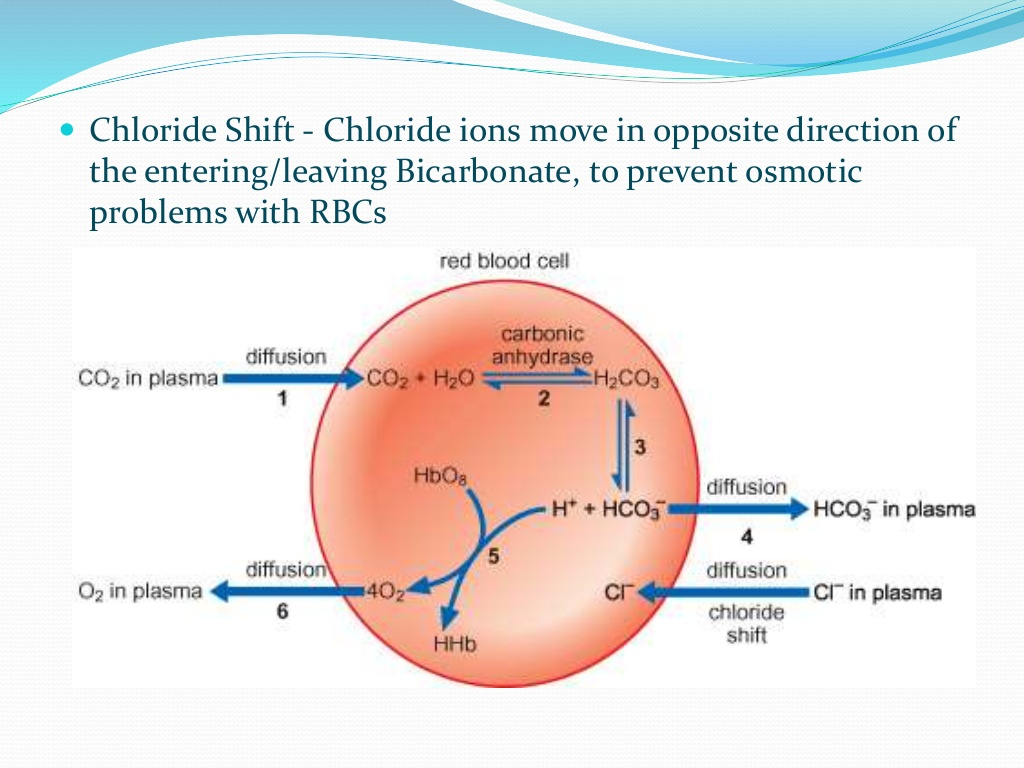 Chloride Shift - Chloride ions move in opposite direction of
the entering/leaving Bicarbonate, to prevent osmotic
problems with RBCs
red blood cell
carbonic
anhydrase
diffusion
CO₂ in plasma
1
CO₂ + H₂O
2
H₂CO₃
3
HbO₈
H⁺ + HCO₃⁻
diffusion
HCO₃⁻ in plasma
4
5
diffusion
O₂ in plasma
6
4O₂
HHb
Cl⁻
diffusion
Cl⁻ in plasma
chloride
shift